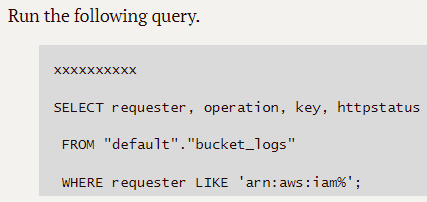 Run the following query.
xxxxxxxxxx
SELECT requester, operation, key, httpstatus
FROM "default"."bucket_logs"
WHERE requester LIKE 'arn:aws:iam%';